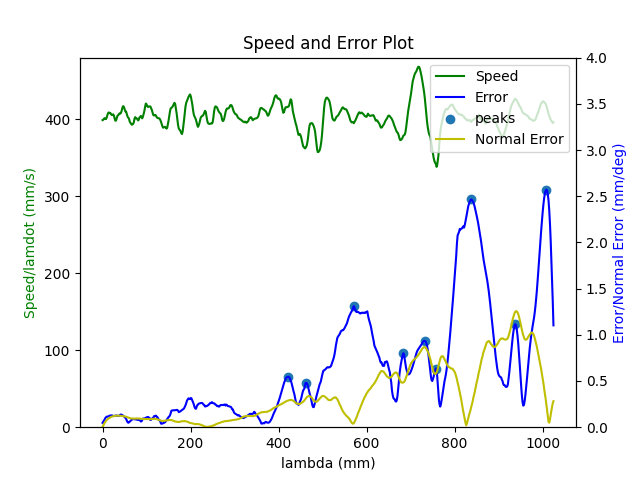 Speed and Error Plot
Speed
Error
peaks
Normal Error
400
300
200
100
0
Speed/lamdot (mm/s)
4.0
3.5
3.0
2.5
2.0
1.5
1.0
0.5
0.0
Error/Normal Error (mm/deg)
0 200 400 600 800 1000
lambda (mm)